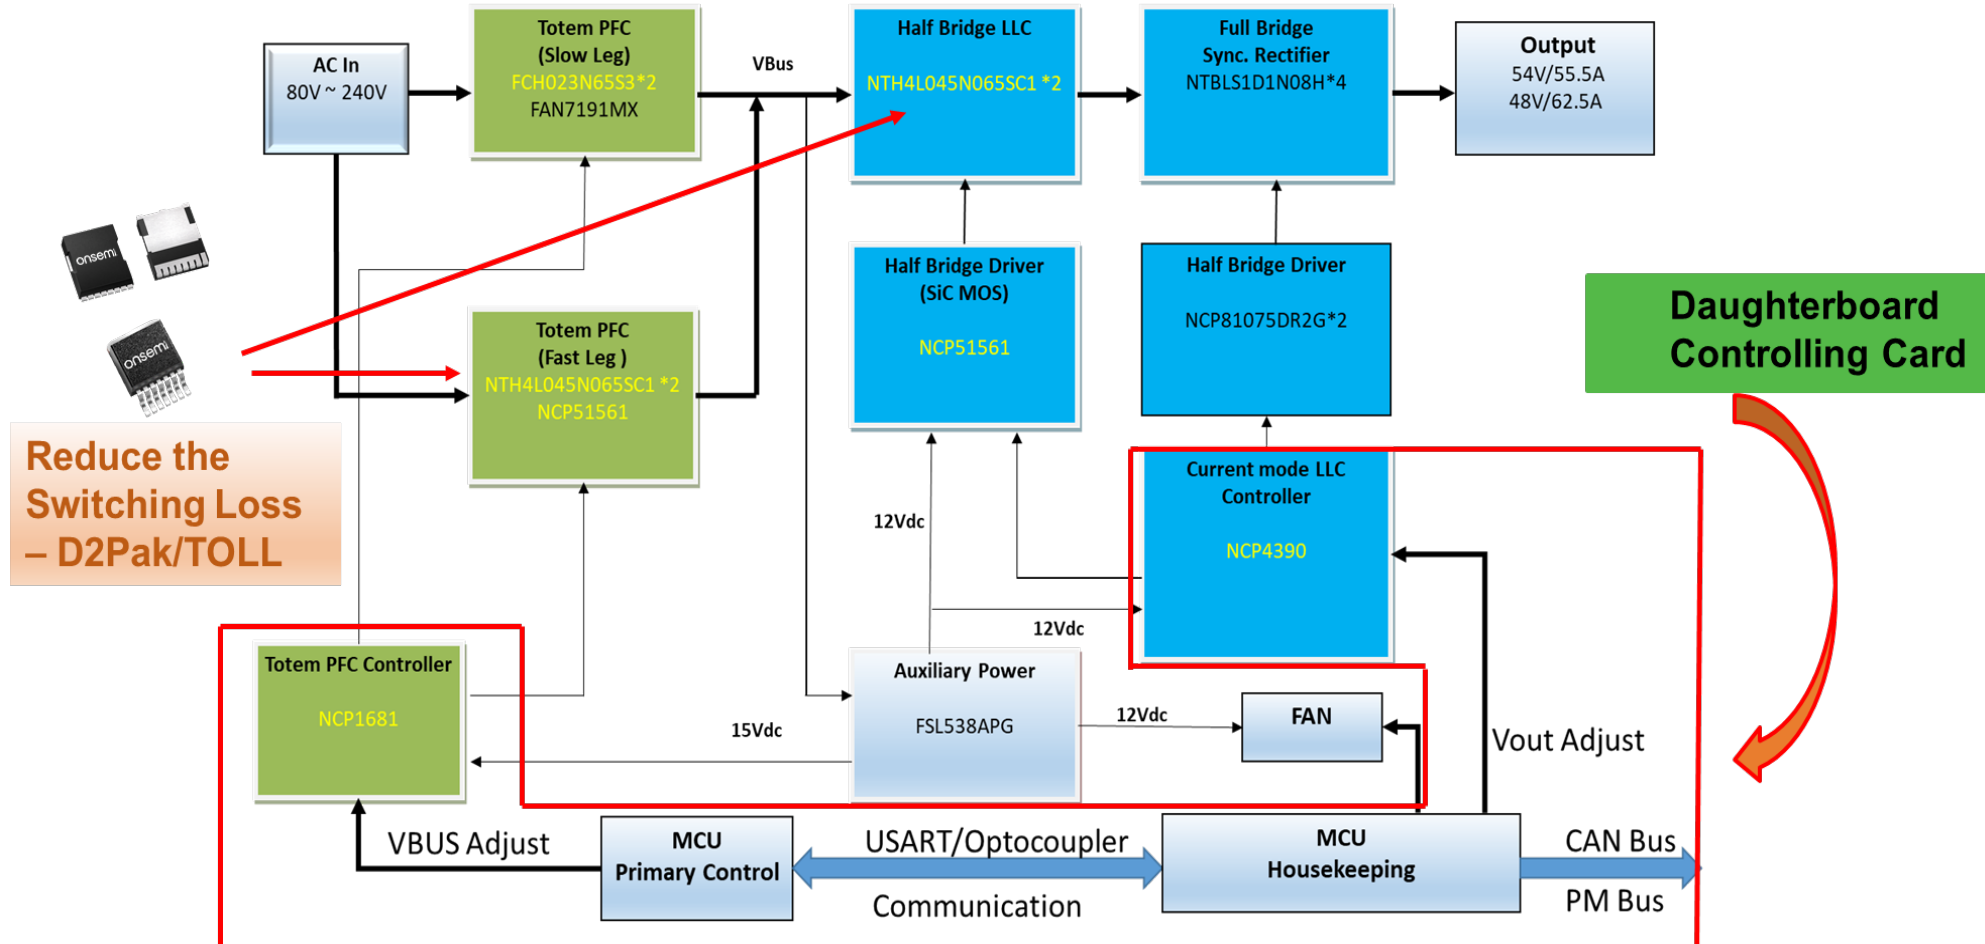 AC In
80V ~ 240V
Totem PFC
(Slow Leg)
FCH023N65S3*2
FAN7191MX
VBus
Half Bridge LLC
NTH4L045N065SC1 *2
Full Bridge
Sync. Rectifier
NTBLS1D1N08H*4
Output
54V/55.5A
48V/62.5A
onsemi
onsemi
Reduce the
Switching Loss
– D2Pak/TOLL
Totem PFC
(Fast Leg )
NTH4L045N065SC1 *2
NCP51561
Half Bridge Driver
(SiC MOS)
NCP51561
Half Bridge Driver
NCP81075DR2G*2
Daughterboard
Controlling Card
Current mode LLC
Controller
NCP4390
12Vdc
12Vdc
Totem PFC Controller
NCP1681
15Vdc
Auxiliary Power
FSL538APG
12Vdc
FAN
Vout Adjust
VBUS Adjust
MCU
Primary Control
USART/Optocoupler
Communication
MCU
Housekeeping
CAN Bus
PM Bus